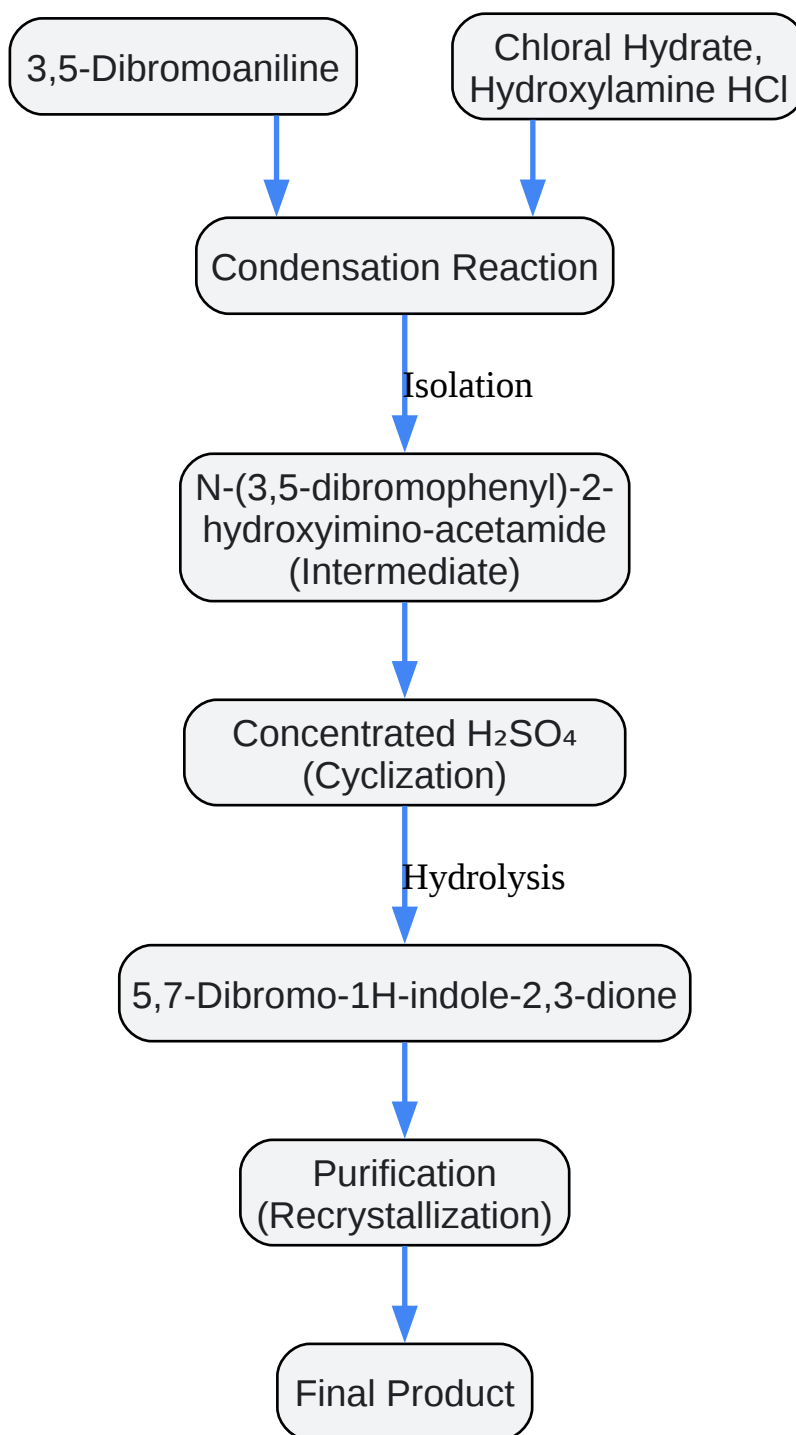 3,5-Dibromoaniline
Chloral Hydrate,
Hydroxylamine HCl
Condensation Reaction
Isolation
N-(3,5-dibromophenyl)-2-
hydroxyimino-acetamide
(Intermediate)
Concentrated H₂SO₄
(Cyclization)
Hydrolysis
5,7-Dibromo-1H-indole-2,3-dione
Purification
(Recrystallization)
Final Product